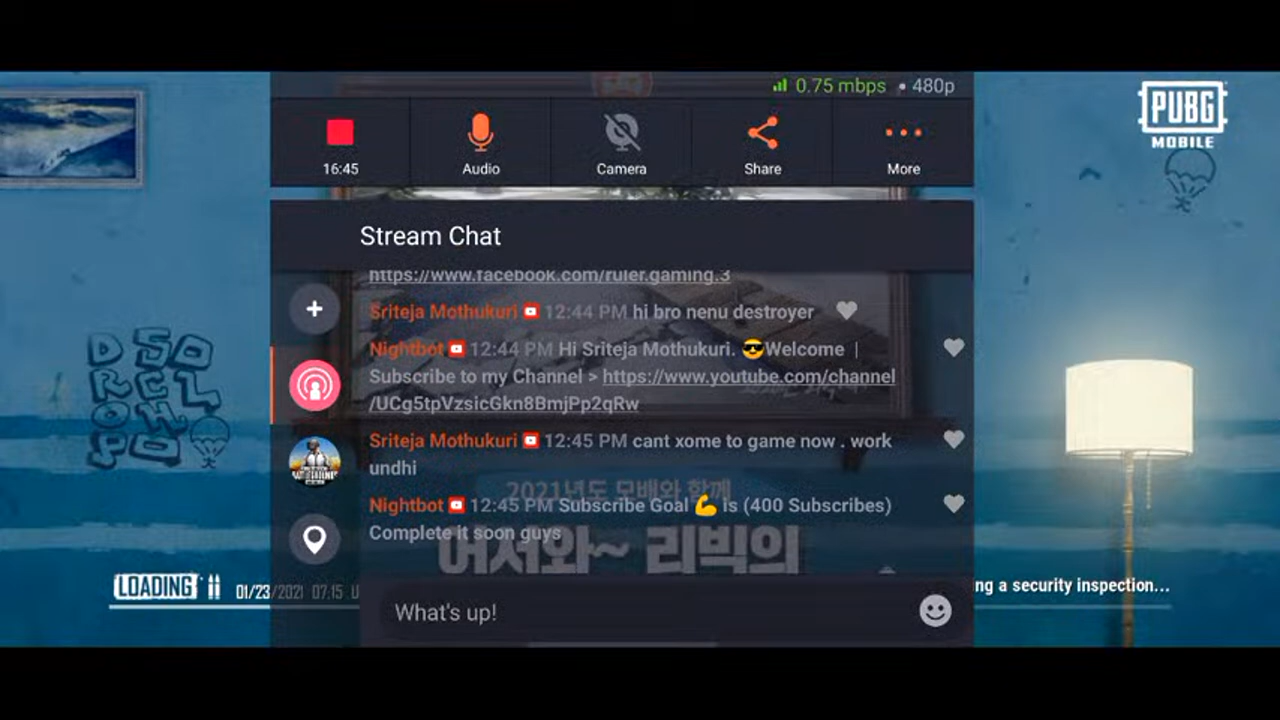 0.75 mbps • 480p
PUBG
MOBILE
16:45
Audio
Camera
Share
More
Stream Chat
https://www.facebook.com/ruler.gaming.3
Sriteja Mothukuri 12:44 PM hi bro nenu destroyer
Nightbot 12:44 PM Hi Sriteja Mothukuri. 😎Welcome |
Subscribe to my Channel > https://www.youtube.com/channel
/UCg5tpVzsicGkn8BmjPp2qRw
Sriteja Mothukuri 12:45 PM cant xome to game now . work
undhi
2021년도 모배와 함께
Nightbot 12:45 PM Subscribe Goal 💪 is (400 Subscribes)
Complete it soon guys
어서와~ 리빅의
LOADING 01/23/2021 07:15 U
ng a security inspection...
What's up!